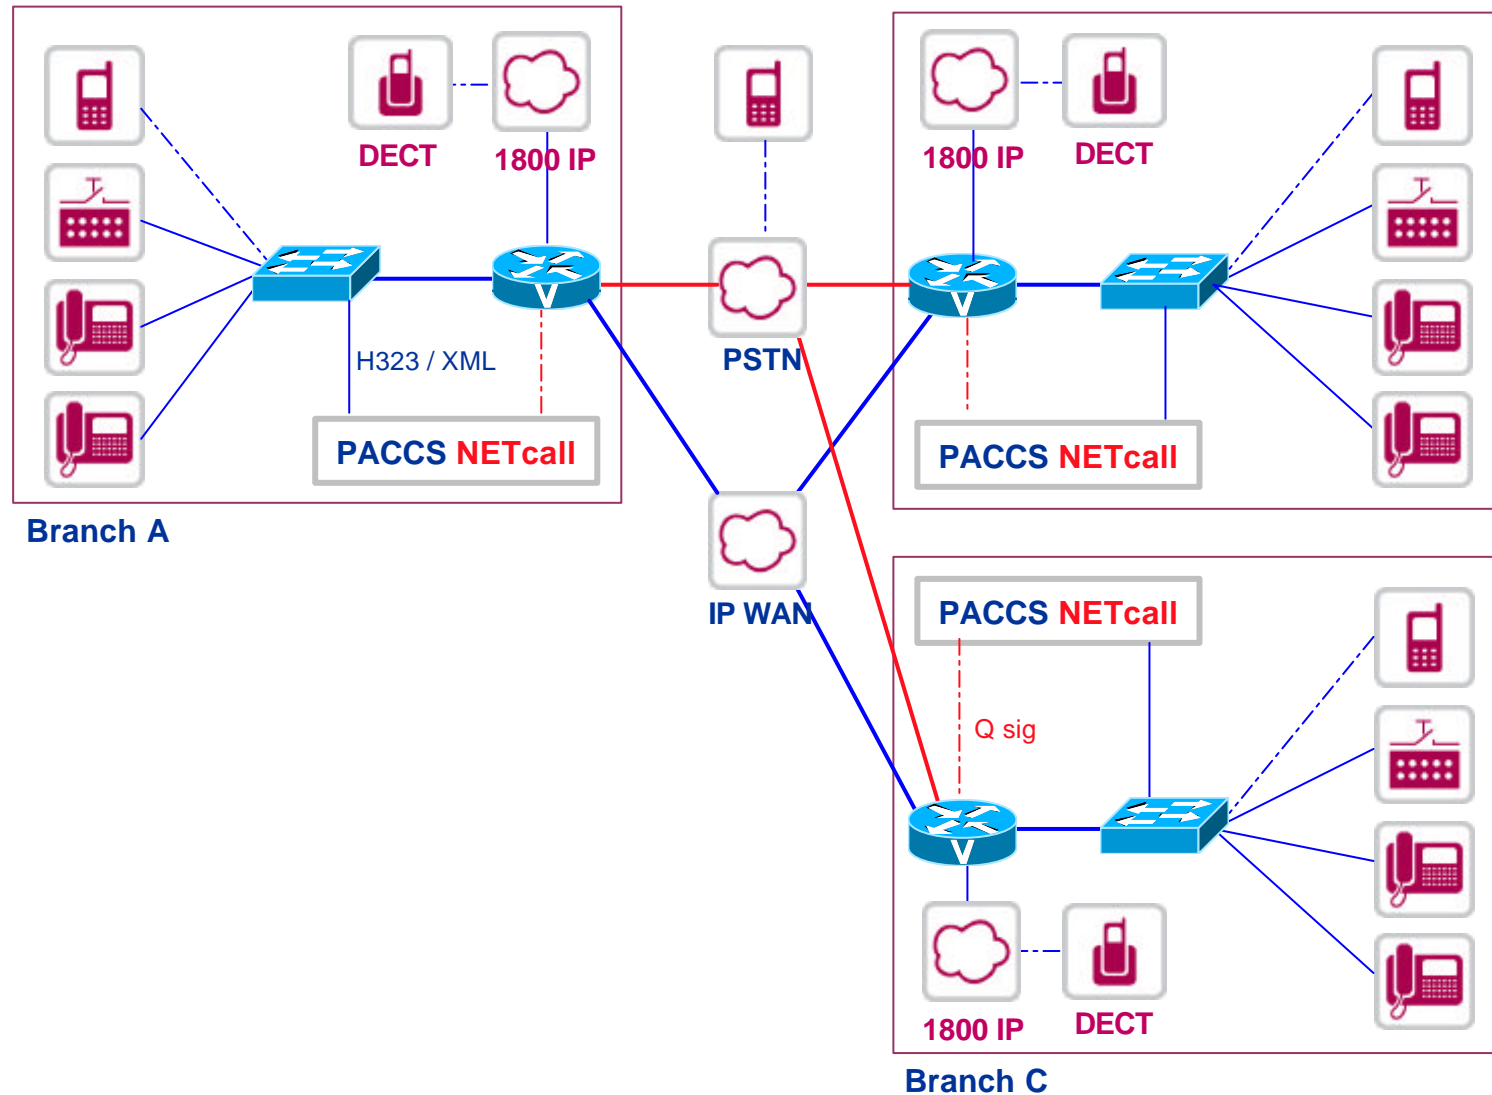 DECT
1800 IP
1800 IP
DECT
V
V
H323 / XML
PSTN
PACCS NETcall
PACCS NETcall
Branch A
IP WAN
PACCS NETcall
Q sig
V
1800 IP
DECT
Branch C